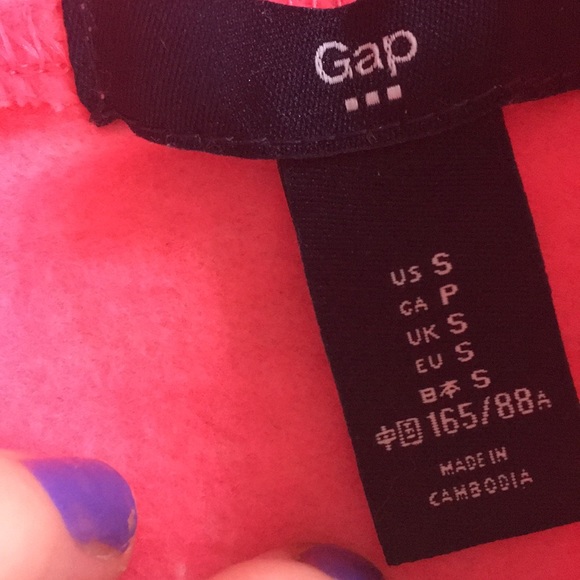 Gap
US S
CA P
UK S
EU S
日本 S
中国 165/88A
MADE IN
CAMBODIA